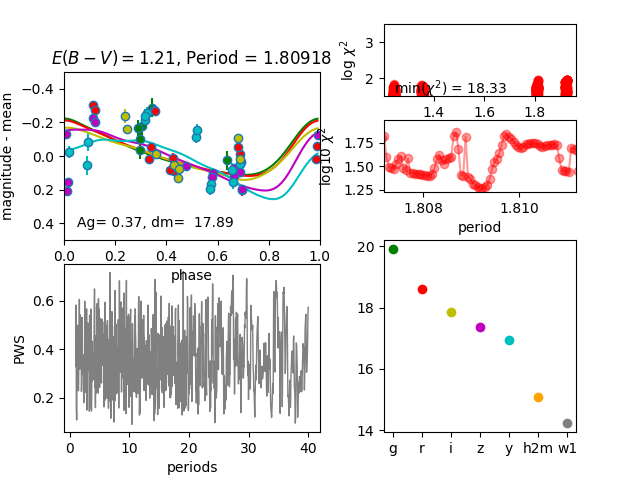 E(B − V) = 1.21, Period = 1.80918
magnitude - mean
−0.4
−0.2
0.0
0.2
0.4
Ag= 0.37, dm=  17.89
0.0 0.2 0.4 0.6 0.8 1.0
phase
log χ²
3
2
min(χ²) = 18.33
1.4 1.6 1.8
log10 χ²
1.75
1.50
1.25
1.808 1.810
period
PWS
0.6
0.4
0.2
0 10 20 30 40
periods
20
18
16
14
g r i z y h2m w1